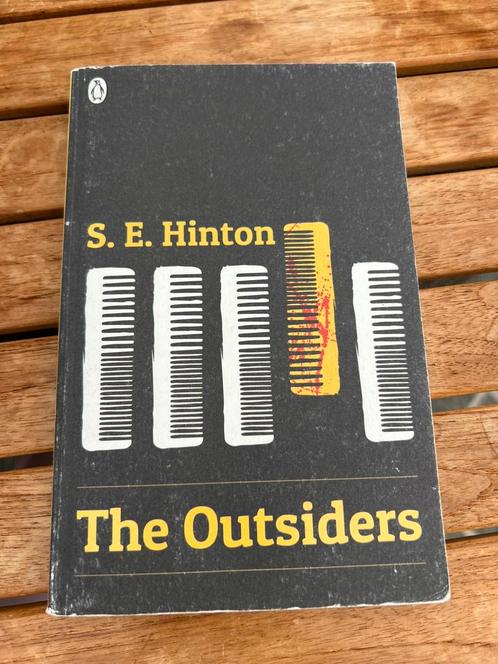 S. E. Hinton
The Outsiders